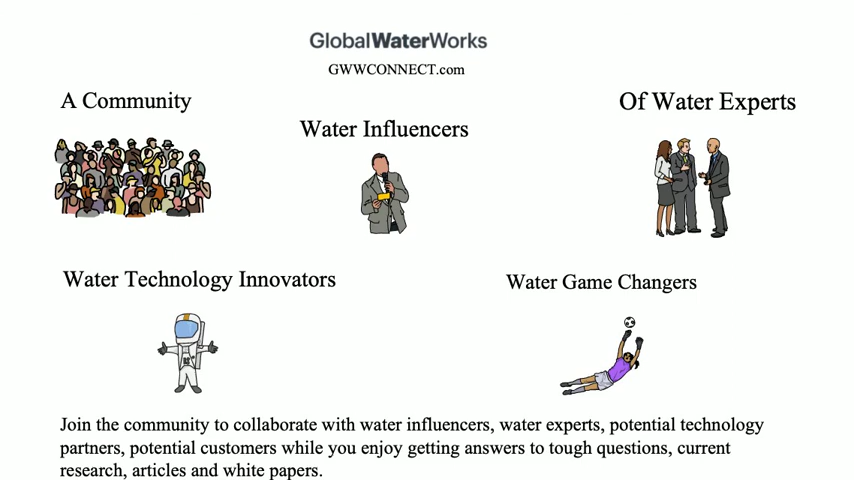 GlobalWaterWorks
GWWCONNECT.com
A Community
Of Water Experts
Water Influencers
Water Technology Innovators
Water Game Changers
Join the community to collaborate with water influencers, water experts, potential technology
partners, potential customers while you enjoy getting answers to tough questions, current
research, articles and white papers.